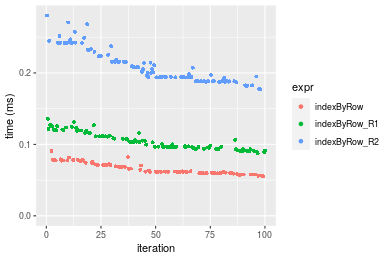 time (ms)
0.2
0.1
0.0
0
25
50
75
100
iteration
expr
indexByRow
indexByRow_R1
indexByRow_R2